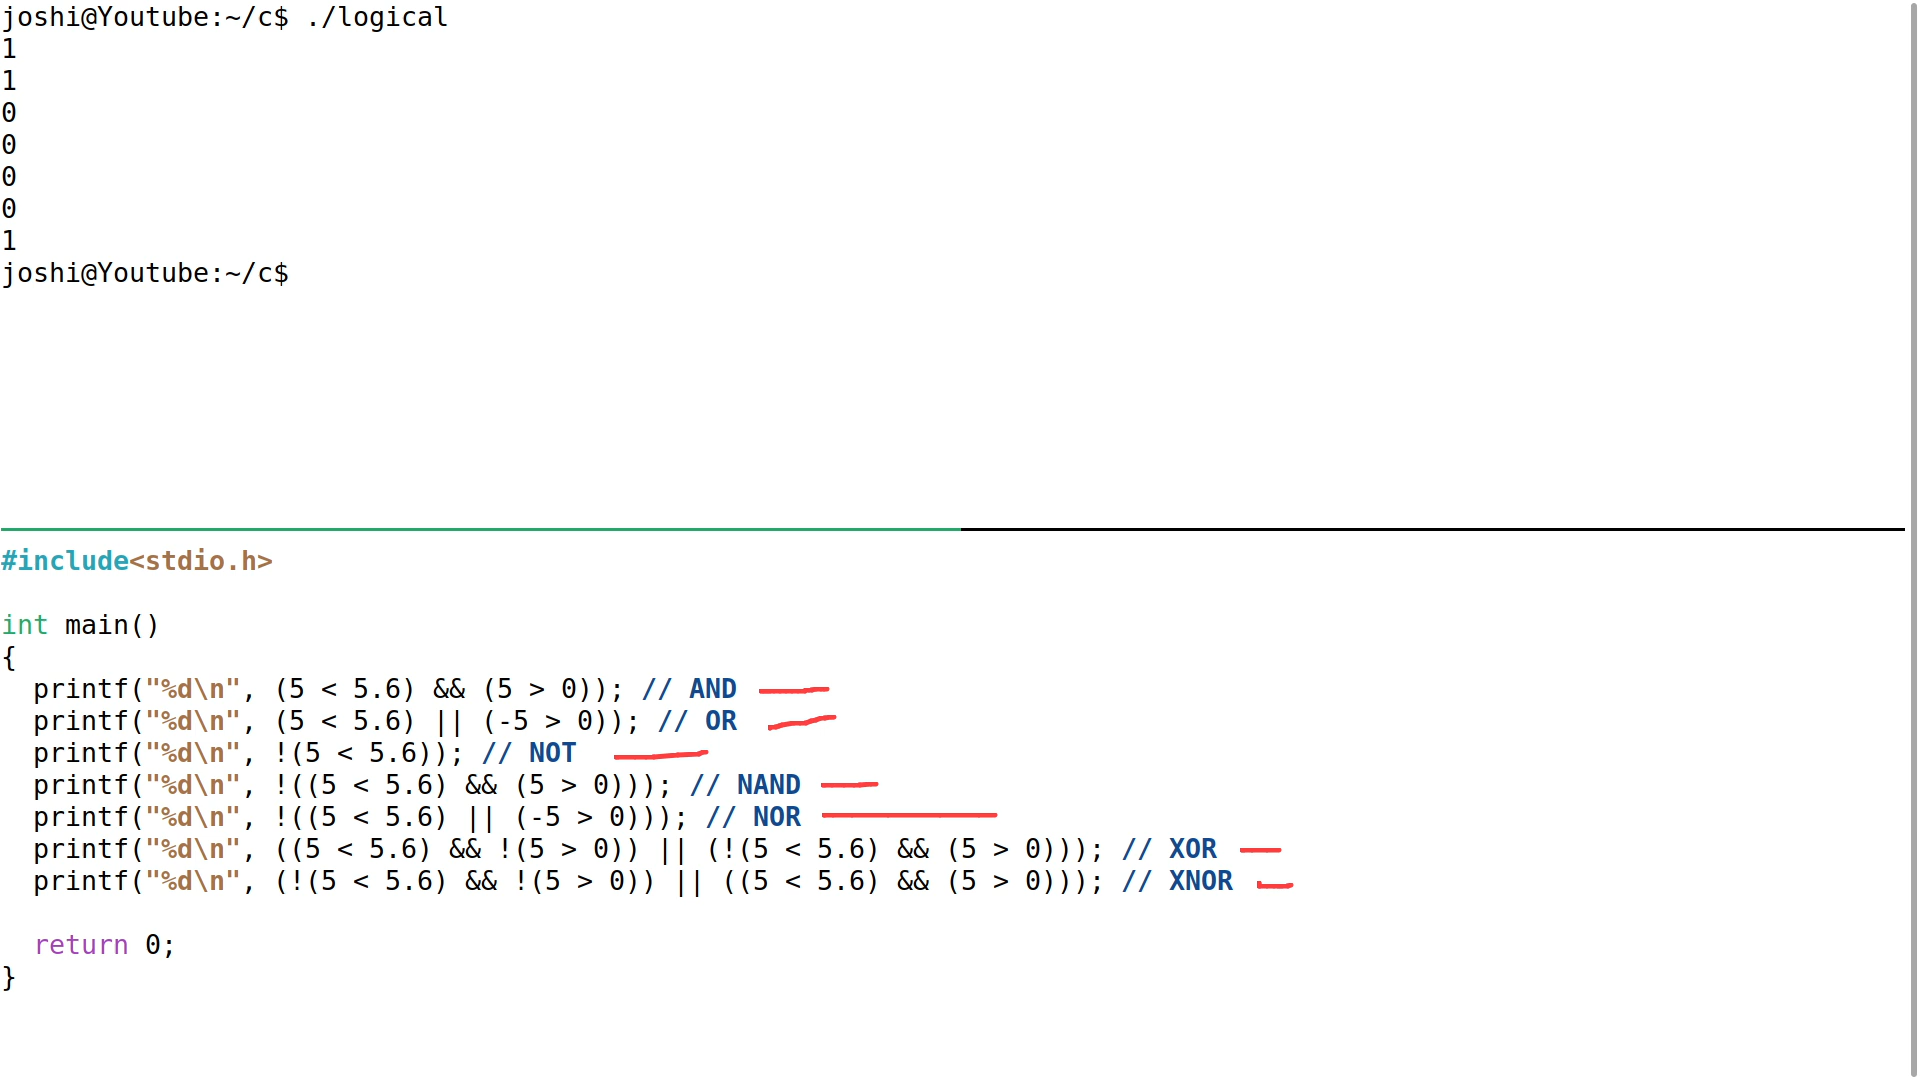 joshi@Youtube:~/c$ ./logical
1
1
0
0
0
0
1
joshi@Youtube:~/c$
#include<stdio.h>
int main()
{
  printf("%d\n", (5 < 5.6) && (5 > 0)); // AND
  printf("%d\n", (5 < 5.6) || (-5 > 0)); // OR
  printf("%d\n", !(5 < 5.6)); // NOT
  printf("%d\n", !((5 < 5.6) && (5 > 0))); // NAND
  printf("%d\n", !((5 < 5.6) || (-5 > 0))); // NOR
  printf("%d\n", ((5 < 5.6) && !(5 > 0)) || (!(5 < 5.6) && (5 > 0))); // XOR
  printf("%d\n", (!(5 < 5.6) && !(5 > 0)) || ((5 < 5.6) && (5 > 0))); // XNOR
  return 0;
}